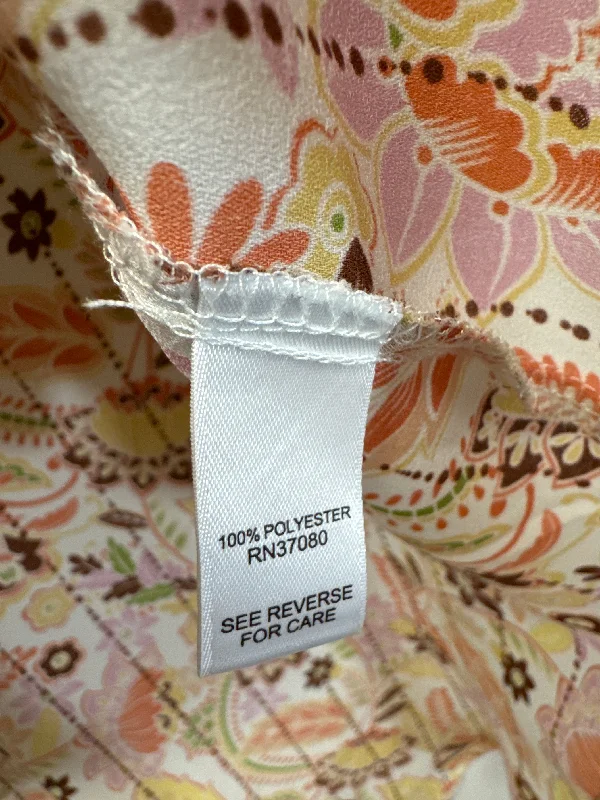 100% POLYESTER
RN37080
SEE REVERSE
FOR CARE